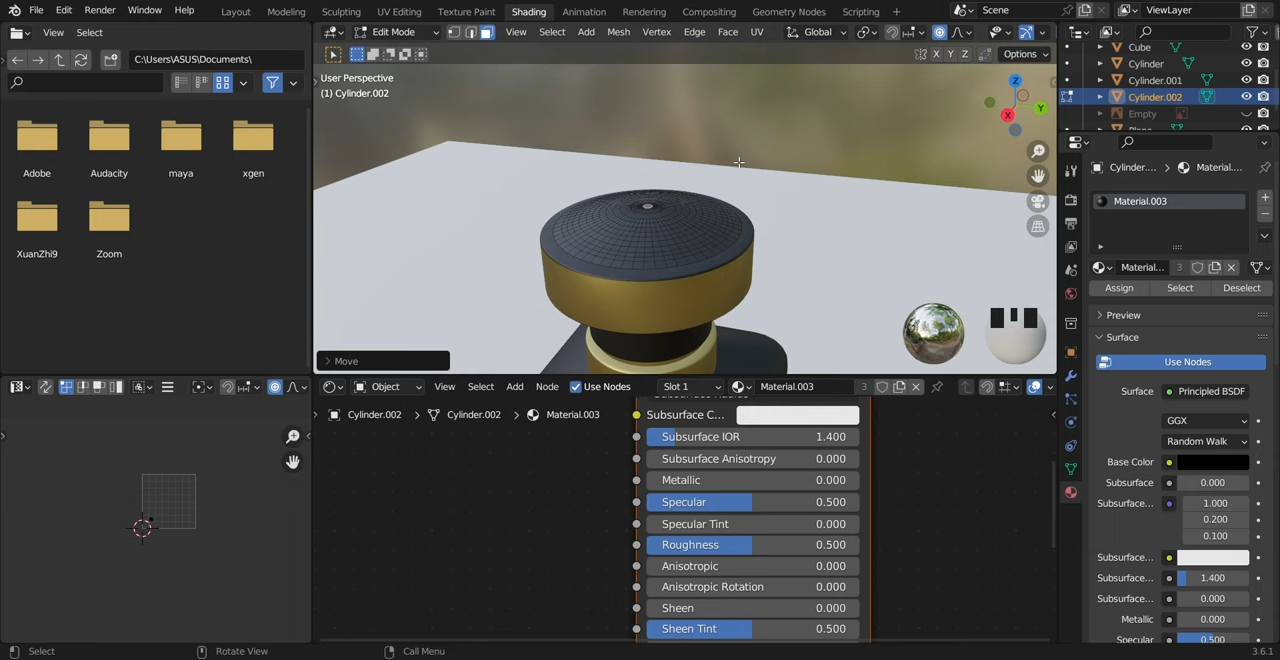 File Edit Render Window Help Layout Modeling Sculpting UV Editing Texture Paint Shading Animation Rendering Compositing Geometry Nodes Scripting + Scene ViewLayer
View Select
Edit Mode View Select Add Mesh Vertex Edge Face UV Global
C:\Users\ASUS\Documents\
X Y Z Options
User Perspective
(1) Cylinder.002
Z
Y
X
Cube
Cylinder
Cylinder.001
Cylinder.002
Empty
Adobe Audacity maya xgen
XuanZhi9 Zoom
Move
Cylinder.... > Material....
Material.003
Material... 3
Assign Select Deselect
Preview
Surface
Use Nodes
Surface Principled BSDF
GGX
Random Walk
Base Color
Subsurface 0.000
Subsurface... 1.000
0.200
0.100
Subsurface...
Subsurface... 1.400
Subsurface... 0.000
Metallic 0.000
Specular 0.500
Object View Select Add Node Use Nodes Slot 1 Material.003 3
Cylinder.002 > Cylinder.002 > Material.003
Subsurface C...
Subsurface IOR 1.400
Subsurface Anisotropy 0.000
Metallic 0.000
Specular 0.500
Specular Tint 0.000
Roughness 0.500
Anisotropic 0.000
Anisotropic Rotation 0.000
Sheen 0.000
Sheen Tint 0.500
Select Rotate View Call Menu 3.6.1